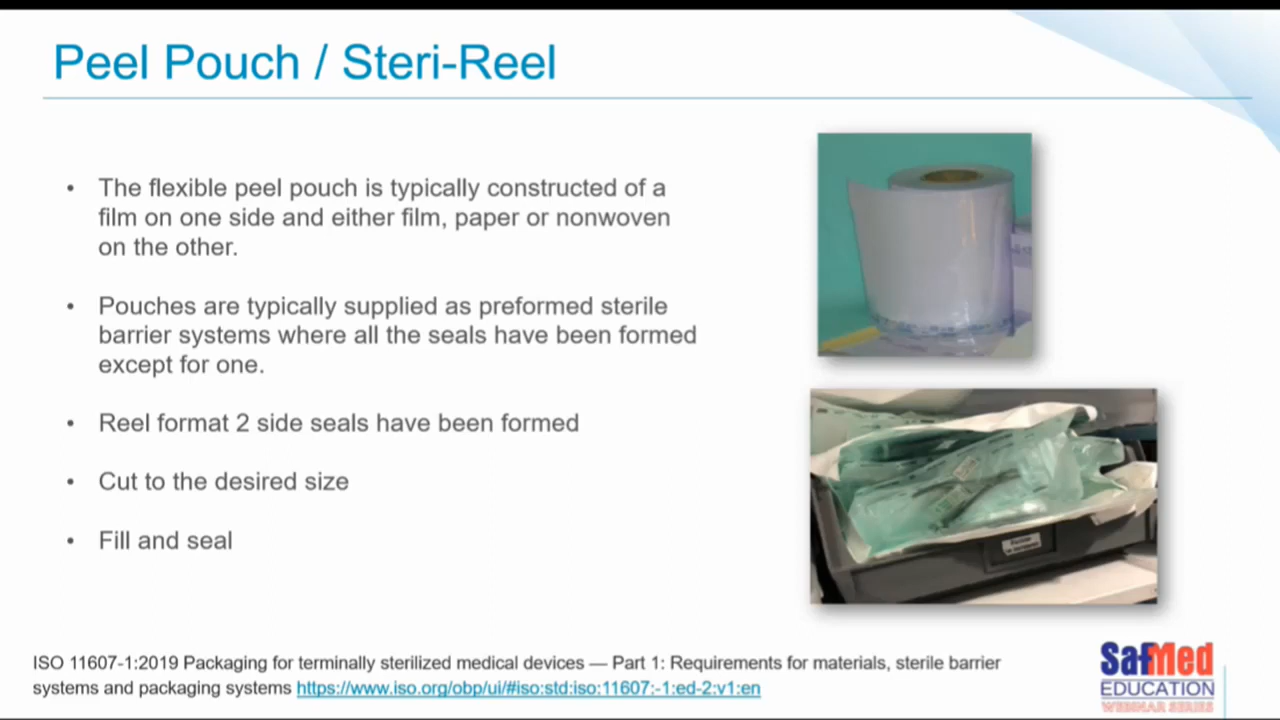 Peel Pouch / Steri-Reel
• The flexible peel pouch is typically constructed of a
film on one side and either film, paper or nonwoven
on the other.
• Pouches are typically supplied as preformed sterile
barrier systems where all the seals have been formed
except for one.
• Reel format 2 side seals have been formed
• Cut to the desired size
• Fill and seal
ISO 11607-1:2019 Packaging for terminally sterilized medical devices — Part 1: Requirements for materials, sterile barrier
systems and packaging systems https://www.iso.org/obp/ui/#iso:std:iso:11607:-1:ed-2:v1:en
SafMed
EDUCATION
WEBINAR SERIES